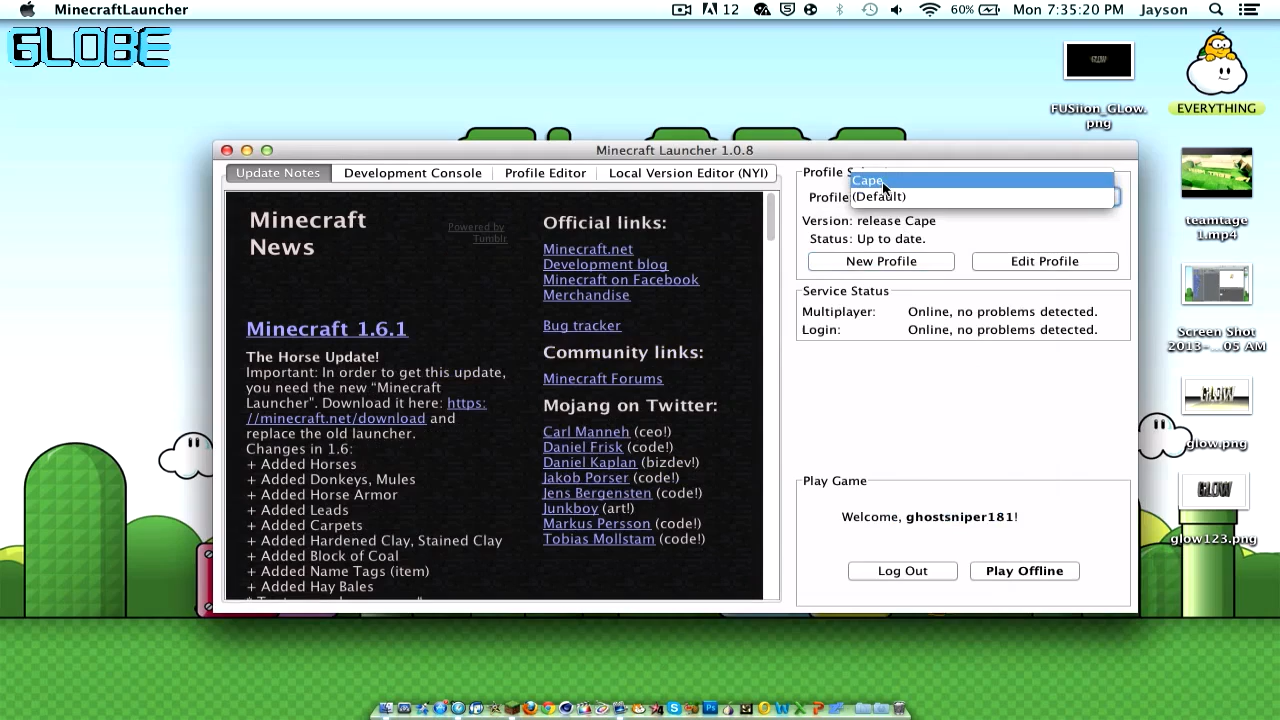 MinecraftLauncher
12
60%
Mon 7:35:20 PM
Jayson
GLOBE
FUSiion_GLow.
png
EVERYTHING
teamtage
1.mp4
Screen Shot
2013-...05 AM
glow.png
glow123.png
GLOW
GLOW
Minecraft Launcher 1.0.8
Update Notes
Development Console
Profile Editor
Local Version Editor (NYI)
Minecraft
News
Powered by
Tumblr
Minecraft 1.6.1
The Horse Update!
Important: In order to get this update,
you need the new "Minecraft
Launcher". Download it here: https:
//minecraft.net/download and
replace the old launcher.
Changes in 1.6:
+ Added Horses
+ Added Donkeys, Mules
+ Added Horse Armor
+ Added Leads
+ Added Carpets
+ Added Hardened Clay, Stained Clay
+ Added Block of Coal
+ Added Name Tags (item)
+ Added Hay Bales
Official links:
Minecraft.net
Development blog
Minecraft on Facebook
Merchandise
Bug tracker
Community links:
Minecraft Forums
Mojang on Twitter:
Carl Manneh (ceo!)
Daniel Frisk (code!)
Daniel Kaplan (bizdev!)
Jakob Porser (code!)
Jens Bergensten (code!)
Junkboy (art!)
Markus Persson (code!)
Tobias Mollstam (code!)
Profile
Cape
Profile
(Default)
Version: release Cape
Status: Up to date.
New Profile
Edit Profile
Service Status
Multiplayer: Online, no problems detected.
Login: Online, no problems detected.
Play Game
Welcome, ghostsniper181!
Log Out
Play Offline